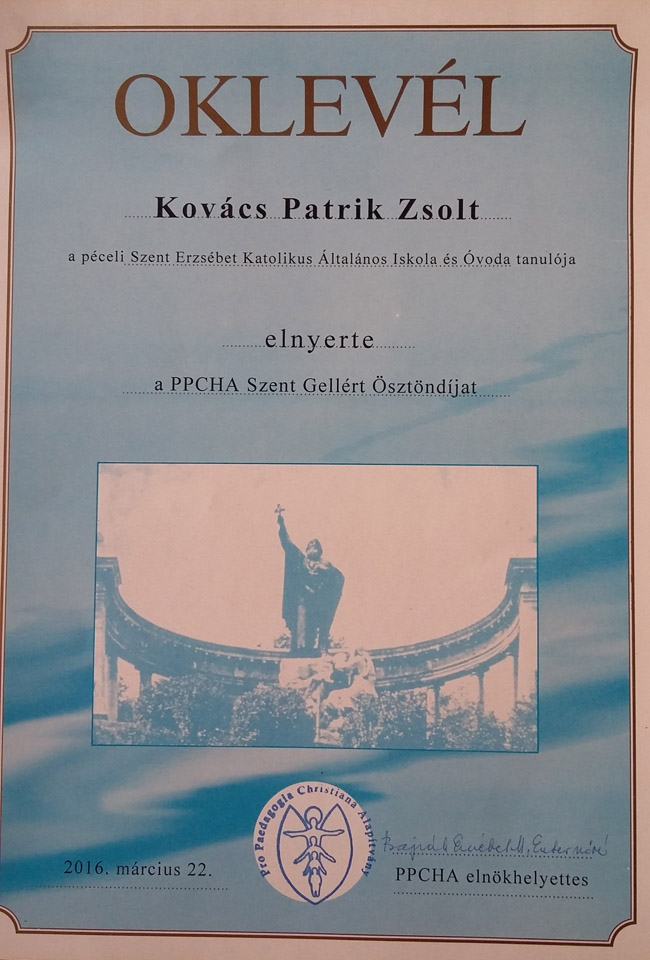 OKLEVÉL
Kovács Patrik Zsolt
a péceli Szent Erzsébet Katolikus Általános Iskola és Óvoda tanulója
elnyerte
a PPCHA Szent Gellért Ösztöndíjat
Pro Paedagogia Christiana Alapítvány
2016. március 22.
PPCHA elnökhelyettes